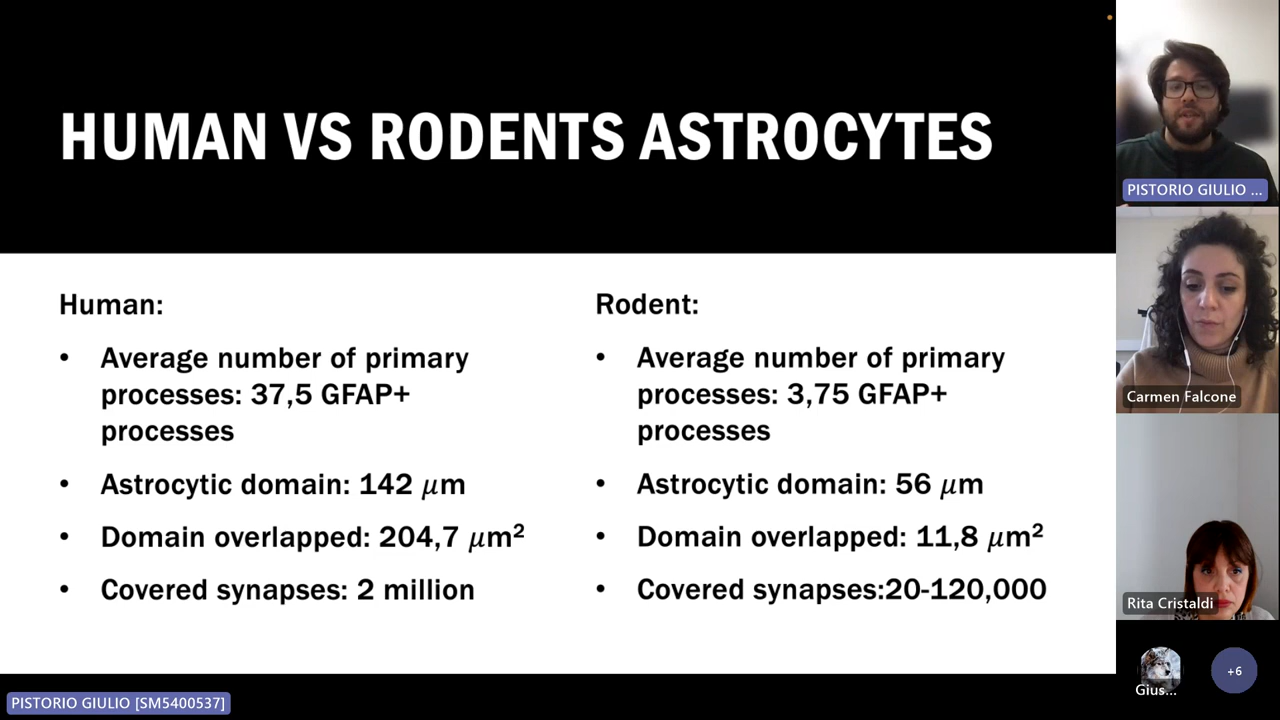 HUMAN VS RODENTS ASTROCYTES
Human:
• Average number of primary
processes: 37,5 GFAP+
processes
• Astrocytic domain: 142 𝜇m
• Domain overlapped: 204,7 𝜇m²
• Covered synapses: 2 million
Rodent:
• Average number of primary
processes: 3,75 GFAP+
processes
• Astrocytic domain: 56 𝜇m
• Domain overlapped: 11,8 𝜇m²
• Covered synapses:20-120,000
PISTORIO GIULIO ...
Carmen Falcone
Rita Cristaldi
Gius...
+6
PISTORIO GIULIO [SM5400537]